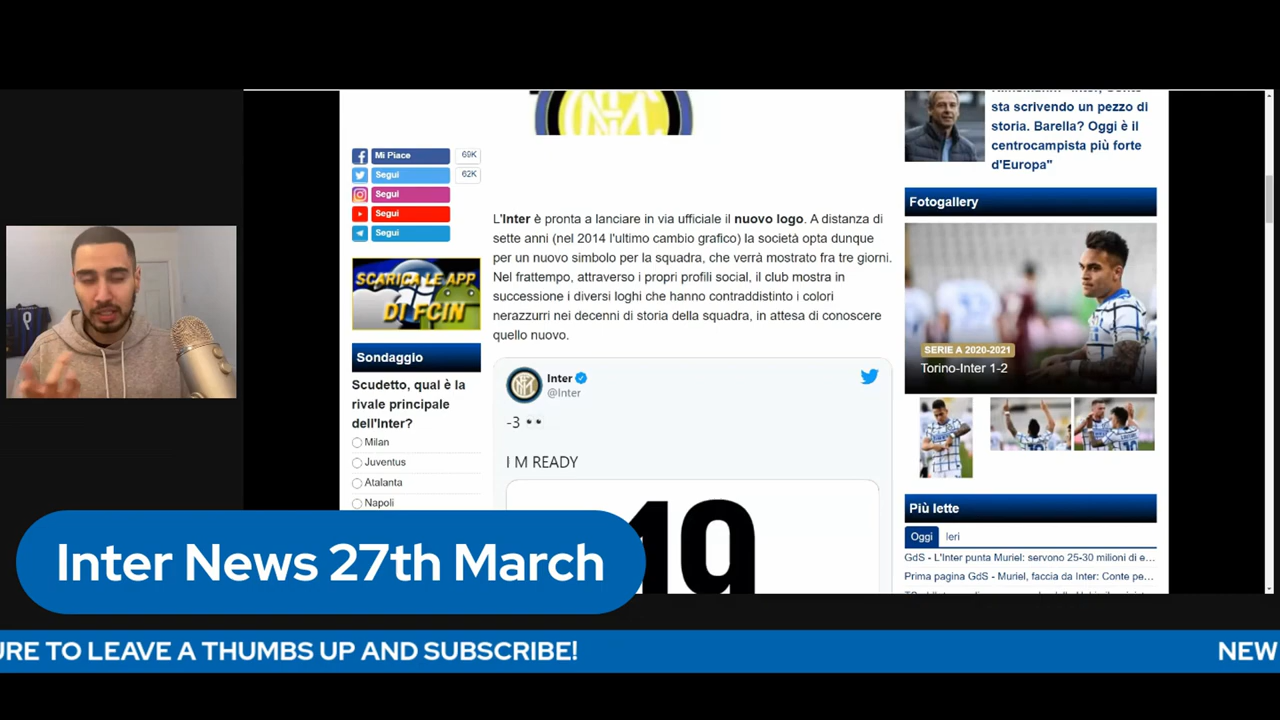 Mi Piace
69K
Segui
62K
Segui
Segui
Segui
SCARICA LE APP
DI FCIN
Sondaggio
Scudetto, qual è la
rivale principale
dell'Inter?
Milan
Juventus
Atalanta
Napoli
L'Inter è pronta a lanciare in via ufficiale il nuovo logo. A distanza di
sette anni (nel 2014 l'ultimo cambio grafico) la società opta dunque
per un nuovo simbolo per la squadra, che verrà mostrato fra tre giorni.
Nel frattempo, attraverso i propri profili social, il club mostra in
successione i diversi loghi che hanno contraddistinto i colori
nerazzurri nei decenni di storia della squadra, in attesa di conoscere
quello nuovo.
Inter
@Inter
-3 👀
I M READY
19
sta scrivendo un pezzo di
storia. Barella? Oggi è il
centrocampista più forte
d'Europa"
Fotogallery
SERIE A 2020-2021
Torino-Inter 1-2
Più lette
Oggi
Ieri
GdS - L'Inter punta Muriel: servono 25-30 milioni di e...
Prima pagina GdS - Muriel, faccia da Inter: Conte pe...
Inter News 27th March
URE TO LEAVE A THUMBS UP AND SUBSCRIBE!
NEW